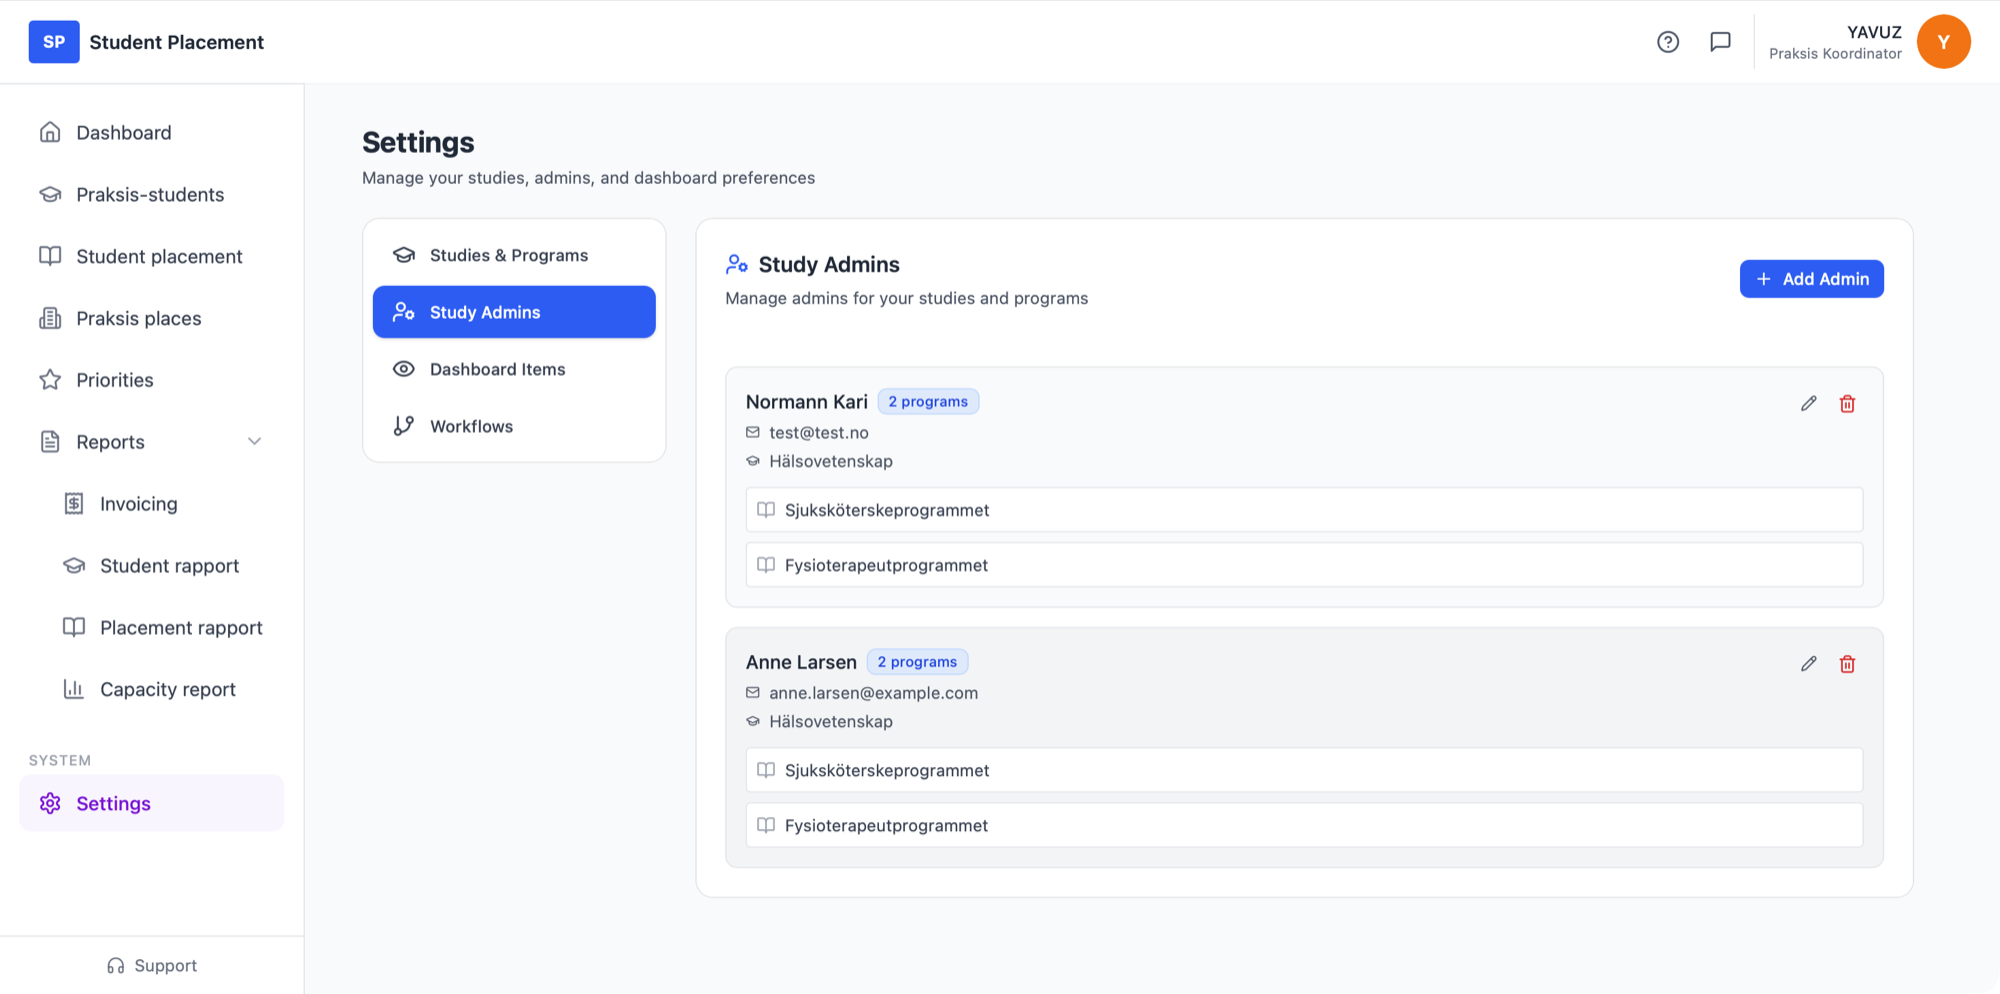 SP Student Placement
YAVUZ
Praksis Koordinator
Y
Dashboard
Praksis-students
Student placement
Praksis places
Priorities
Reports
Invoicing
Student rapport
Placement rapport
Capacity report
SYSTEM
Settings
Support
Settings
Manage your studies, admins, and dashboard preferences
Studies & Programs
Study Admins
Dashboard Items
Workflows
Study Admins
Manage admins for your studies and programs
+ Add Admin
Normann Kari 2 programs
test@test.no
Hälsovetenskap
Sjuksköterskeprogrammet
Fysioterapeutprogrammet
Anne Larsen 2 programs
anne.larsen@example.com
Hälsovetenskap
Sjuksköterskeprogrammet
Fysioterapeutprogrammet